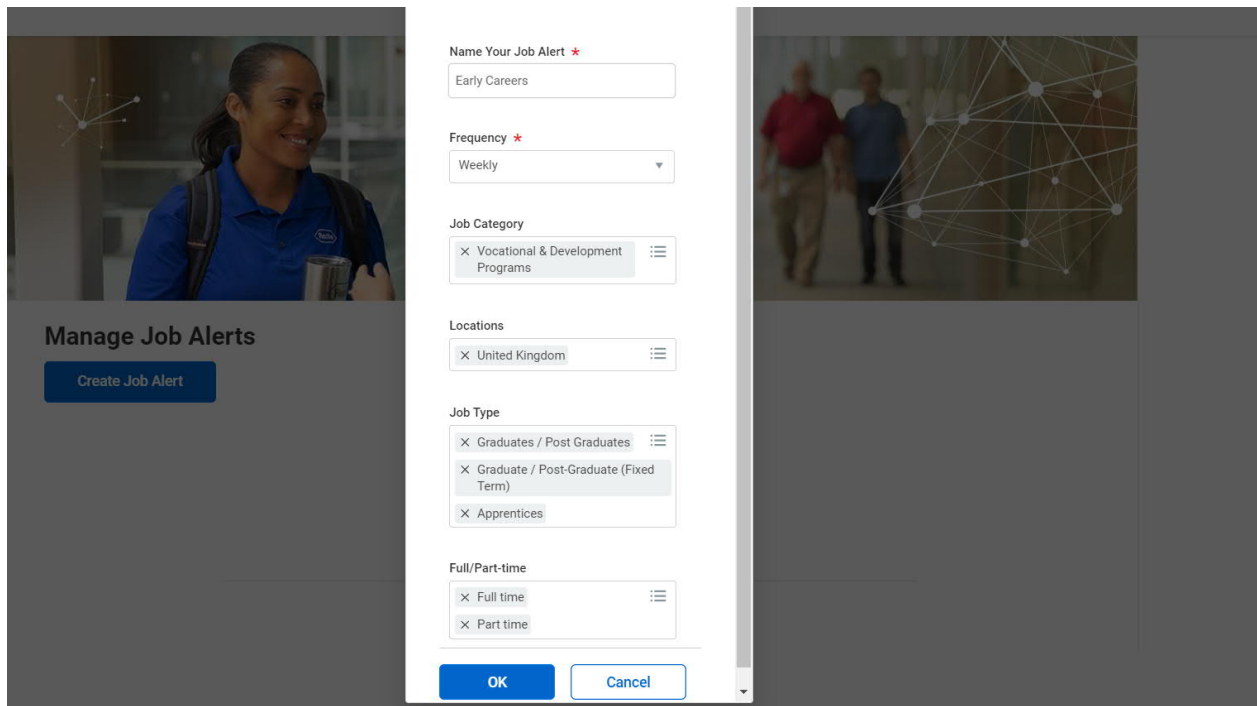 Name Your Job Alert *
Early Careers
Frequency *
Weekly
Job Category
× Vocational & Development
Programs
Locations
× United Kingdom
Job Type
× Graduates / Post Graduates
× Graduate / Post-Graduate (Fixed
Term)
× Apprentices
Full/Part-time
× Full time
× Part time
OK
Cancel
Manage Job Alerts
Create Job Alert
Roche